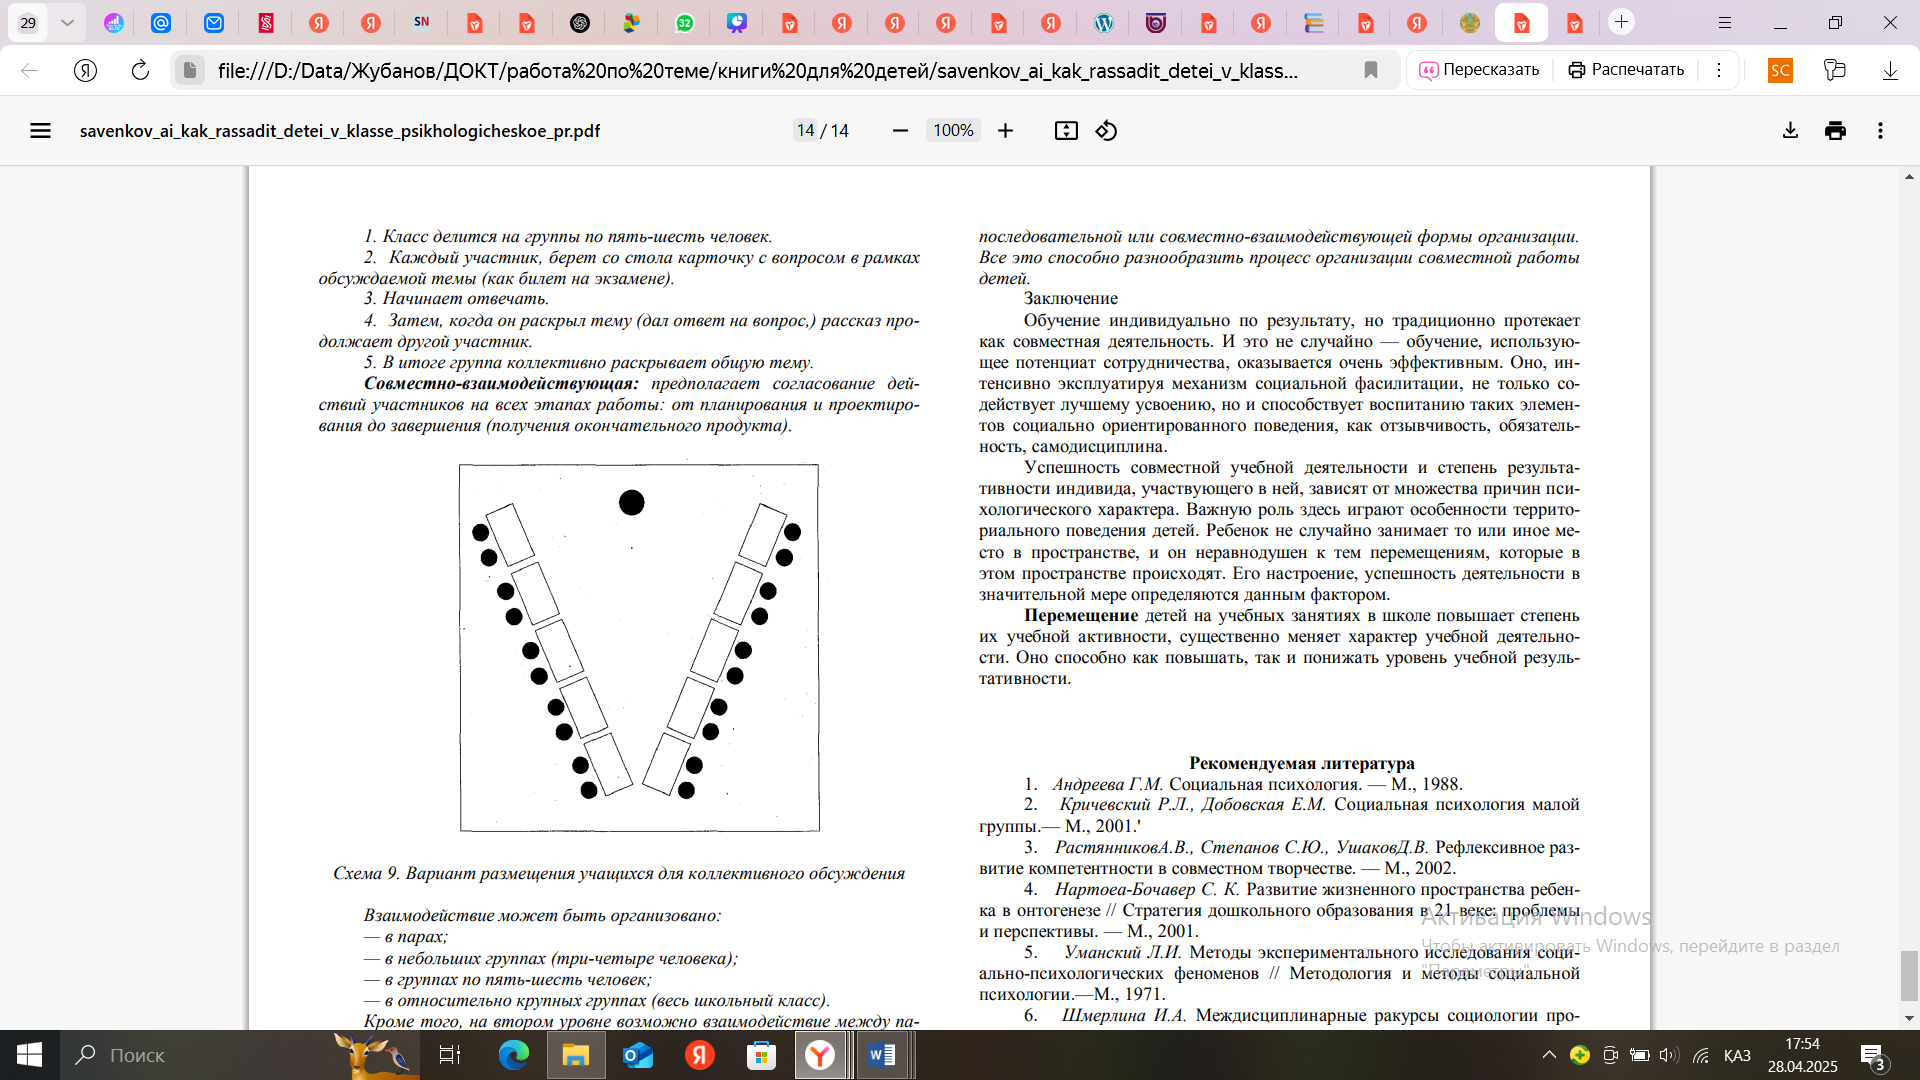 29
SN
32
file:///D:/Data/Жубанов/ДОКТ/работа%20по%20теме/книги%20для%20детей/savenkov_ai_kak_rassadit_detei_v_klass...
Пересказать
Распечатать
SC
savenkov_ai_kak_rassadit_detei_v_klasse_psikhologicheskoe_pr.pdf
14 / 14
100%
1. Класс делится на группы по пять-шесть человек.
2. Каждый участник, берет со стола карточку с вопросом в рамках
обсуждаемой темы (как билет на экзамене).
3. Начинает отвечать.
4. Затем, когда он раскрыл тему (дал ответ на вопрос,) рассказ про-
должает другой участник.
5. В итоге группа коллективно раскрывает общую тему.
Совместно-взаимодействующая: предполагает согласование дей-
ствий участников на всех этапах работы: от планирования и проектиро-
вания до завершения (получения окончательного продукта).
Схема 9. Вариант размещения учащихся для коллективного обсуждения
Взаимодействие может быть организовано:
— в парах;
— в небольших группах (три-четыре человека);
— в группах по пять-шесть человек;
— в относительно крупных группах (весь школьный класс).
Кроме того, на втором уровне возможно взаимодействие между па-
последовательной или совместно-взаимодействующей формы организации.
Все это способно разнообразить процесс организации совместной работы
детей.
Заключение
Обучение индивидуально по результату, но традиционно протекает
как совместная деятельность. И это не случайно — обучение, использую-
щее потенциат сотрудничества, оказывается очень эффективным. Оно, ин-
тенсивно эксплуатируя механизм социальной фасилитации, не только со-
действует лучшему усвоению, но и способствует воспитанию таких элемен-
тов социально ориентированного поведения, как отзывчивость, обязатель-
ность, самодисциплина.
Успешность совместной учебной деятельности и степень результа-
тивности индивида, участвующего в ней, зависят от множества причин пси-
хологического характера. Важную роль здесь играют особенности террито-
риального поведения детей. Ребенок не случайно занимает то или иное ме-
сто в пространстве, и он неравнодушен к тем перемещениям, которые в
этом пространстве происходят. Его настроение, успешность деятельности в
значительной мере определяются данным фактором.
Перемещение детей на учебных занятиях в школе повышает степень
их учебной активности, существенно меняет характер учебной деятельно-
сти. Оно способно как повышать, так и понижать уровень учебной резуль-
тативности.
Рекомендуемая литература
1. Андреева Г.М. Социальная психология. — М., 1988.
2. Кричевский Р.Л., Добовская Е.М. Социальная психология малой
группы.— М., 2001.'
3. РастянниковА.В., Степанов С.Ю., УшаковД.В. Рефлексивное раз-
витие компетентности в совместном творчестве. — М., 2002.
4. Нартоеа-Бочавер С. К. Развитие жизненного пространства ребен-
ка в онтогенезе // Стратегия дошкольного образования в 21 веке: проблемы
и перспективы. — М., 2001.
5. Уманский Л.И. Методы экспериментального исследования соци-
ально-психологических феноменов // Методология и методы социальной
психологии.—М., 1971.
6. Шмерлина И.А. Междисциплинарные ракурсы социологии про-
Активация Windows
Чтобы активировать Windows, перейдите в раздел
"Параметры".
Поиск
ҚАЗ
17:54
28.04.2025
3